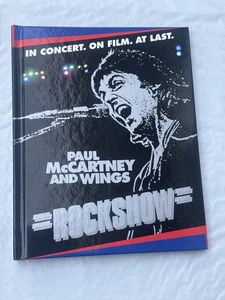 IN CONCERT. ON FILM. AT LAST.
PAUL
McCARTNEY
AND WINGS
ROCKSHOW